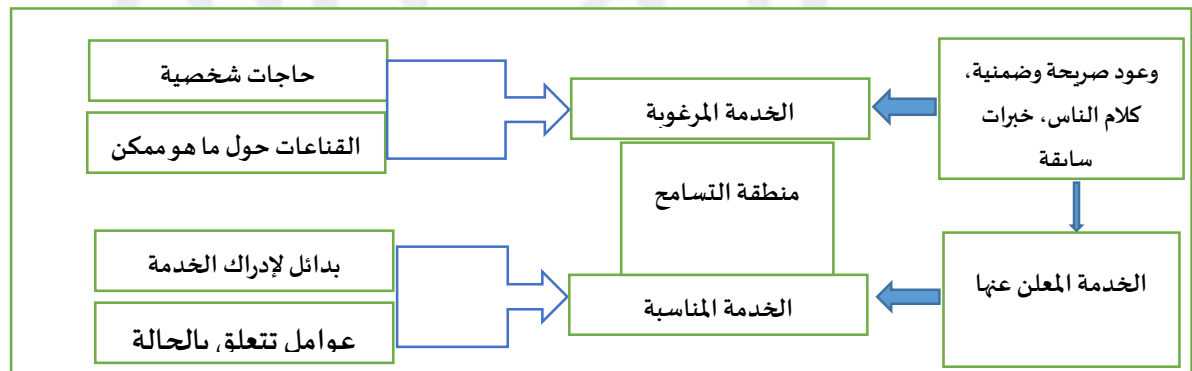 وعود صريحة وضمنية،
كلام الناس، خبرات
سابقة
الخدمة المرغوبة
حاجات شخصية
القناعات حول ما هو ممكن
منطقة التسامح
الخدمة المعلن عنها
الخدمة المناسبة
بدائل لإدراك الخدمة
عوامل تتعلق بالحالة